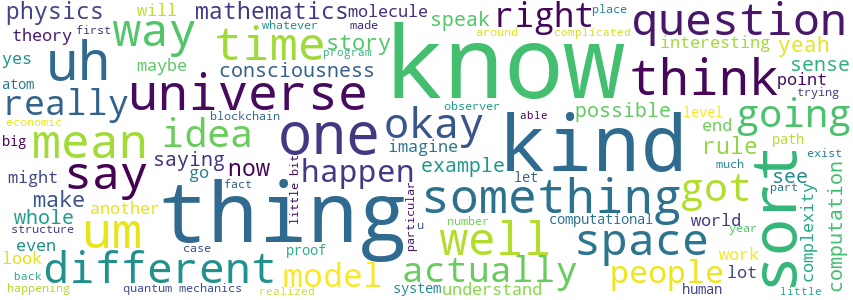 physics
mathematics
molecule
speak
right
place
question
theory
first
will
whatever
made
around
complicated
way
time
story
program
interesting
yeah
yes
maybe
uh
know
think
sense
atom
consciousness
point
trying
really
universe
blockchain
observer
possible
level
going
economic
big
mean
idea
one
okay
imagine
able
end
rule
path
exist
might
say
saying
go
now
happen
example
let
kind
much
see
make
fact
little bit
something
got
part
sort
whole
another
thing
particular
u
number
computational
world
year
complexity
computation
structure
um
case
proof
well
space
even
look
work
back
different
model
actually
people
lot
happening
quantum mechanics
realized
system
understand
human
little